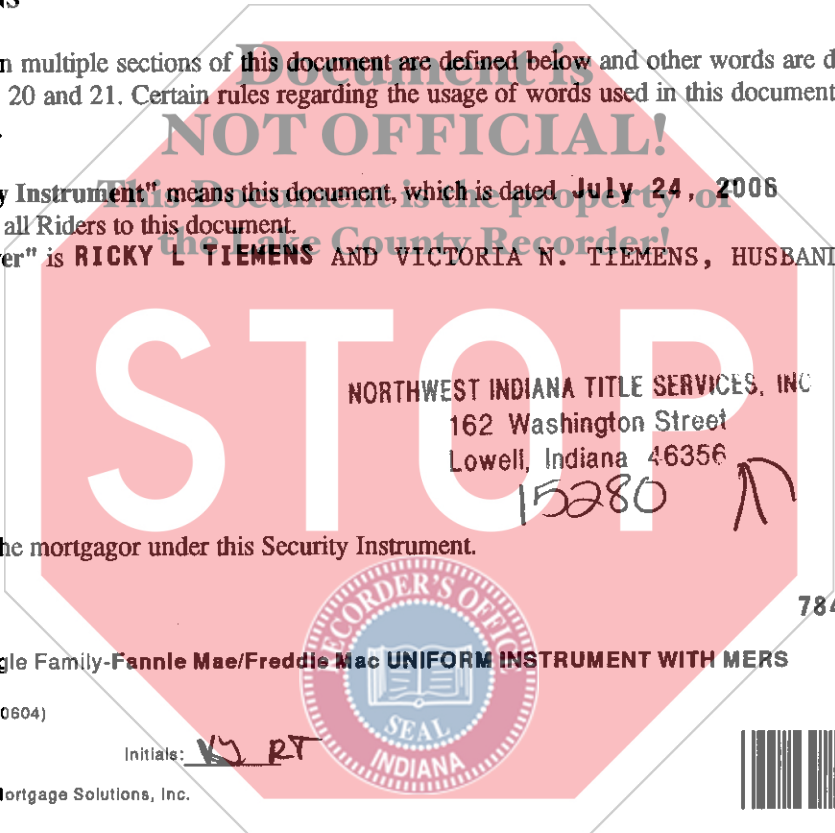 n multiple sections of this document are defined below and other words are d
Document is
20 and 21. Certain rules regarding the usage of words used in this document
NOT OFFICIAL!
y Instrument" means this document, which is dated July 24, 2006
This Document is the property of
all Riders to this document.
the Lake County Recorder!
er" is RICKY L TIEMENS AND VICTORIA N. TIEMENS, HUSBAND
STOP
NORTHWEST INDIANA TITLE SERVICES, INC
162 Washington Street
Lowell, Indiana 46356
15280
he mortgagor under this Security Instrument.
RECORDER'S OFFICE
SEAL
INDIANA
784
gle Family-Fannie Mae/Freddie Mac UNIFORM INSTRUMENT WITH MERS
0604)
Initials: RT
ortgage Solutions, Inc.